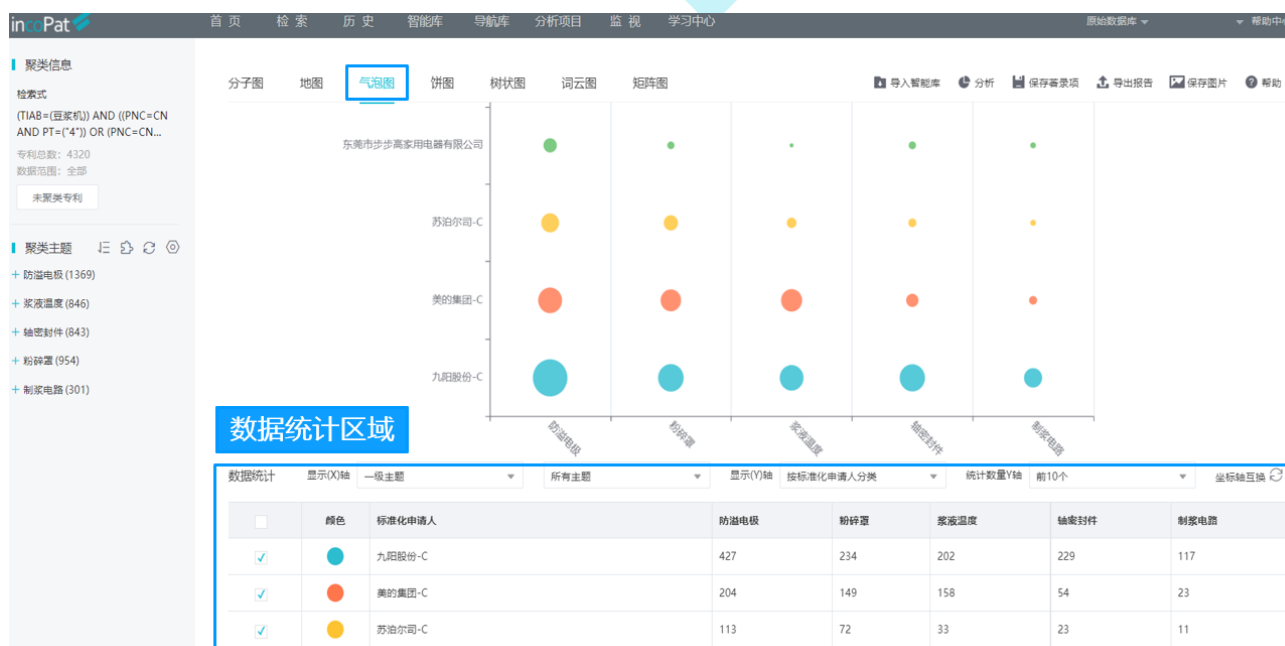 incoPat 首页 检索 历史 智能库 导航库 分析项目 监视 学习中心 原始数据库 帮助中心
聚类信息
检索式
(TIAB=(豆浆机)) AND ((PNC=CN
AND PT=("4")) OR (PNC=CN...
专利总数：4320
数据范围：全部
未聚类专利
聚类主题
+ 防溢电极 (1369)
+ 浆液温度 (846)
+ 轴密封件 (843)
+ 粉碎罩 (954)
+ 制浆电路 (301)
分子图 地图 气泡图 饼图 树状图 词云图 矩阵图 导入智能库 分析 保存著录项 导出报告 保存图片 帮助
东莞市步步高家用电器有限公司
苏泊尔司-C
美的集团-C
九阳股份-C
防溢电极 粉碎罩 浆液温度 轴密封件 制浆电路
数据统计区域
数据统计 显示(X)轴 一级主题 所有主题 显示(Y)轴 按标准化申请人分类 统计数量Y轴 前10个 坐标轴互换
颜色 标准化申请人 防溢电极 粉碎罩 浆液温度 轴密封件 制浆电路
九阳股份-C 427 234 202 229 117
美的集团-C 204 149 158 54 23
苏泊尔司-C 113 72 33 23 11